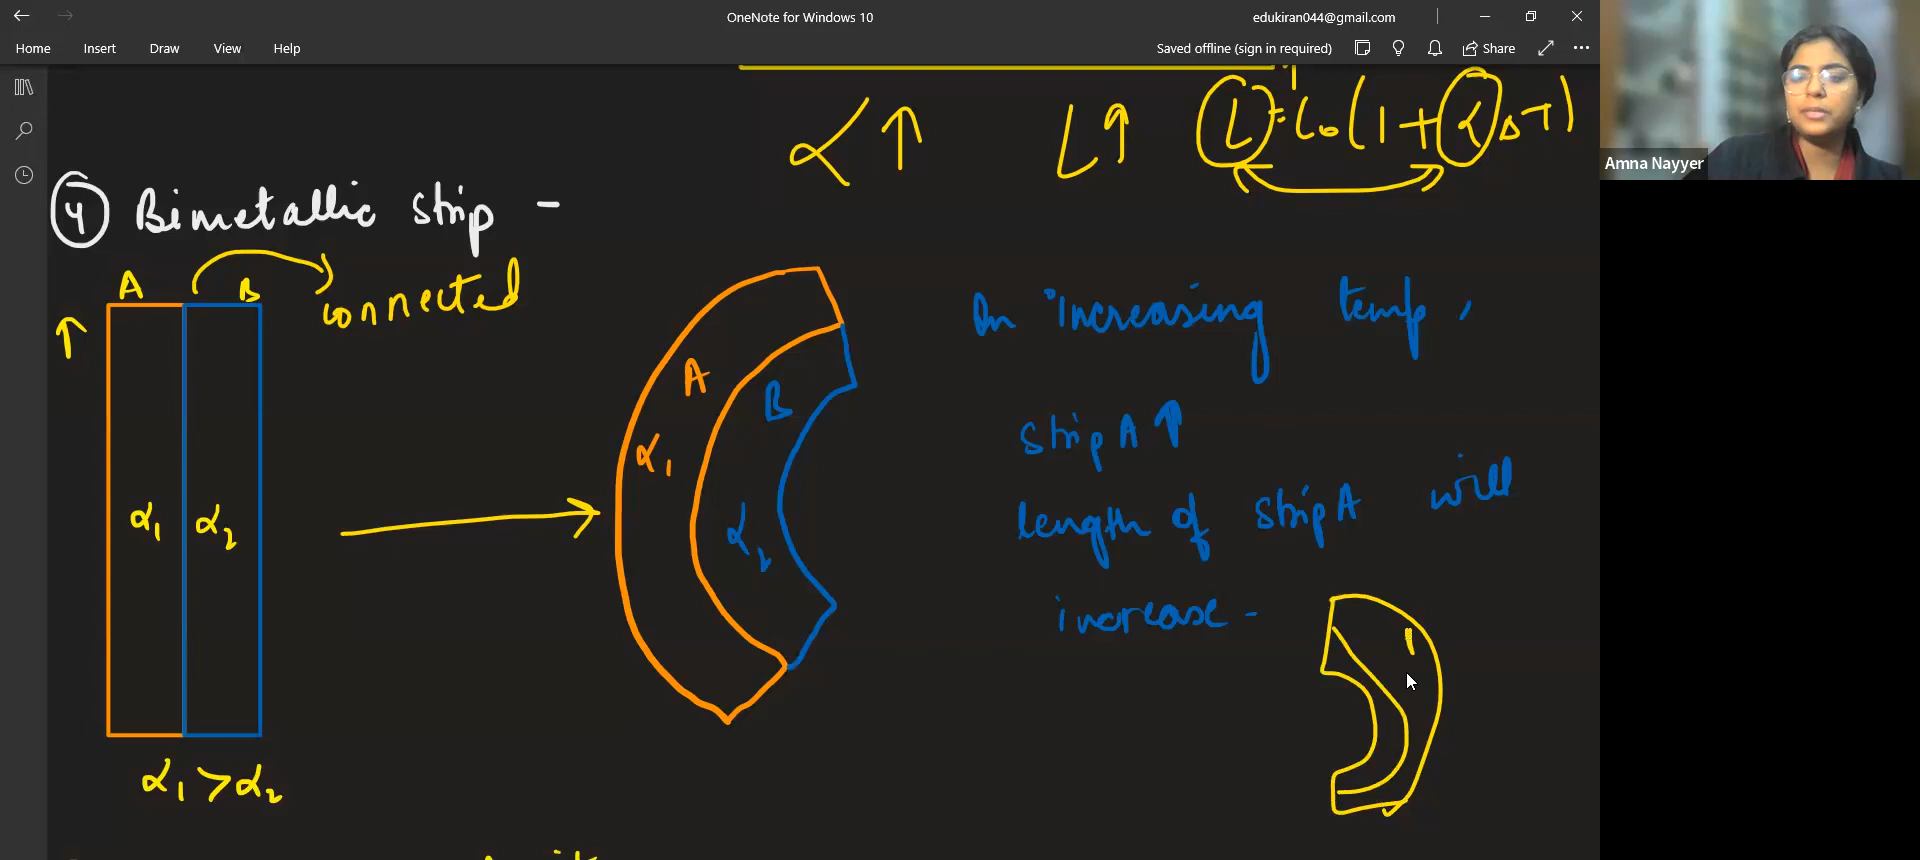 OneNote for Windows 10
edukiran044@gmail.com
Home Insert Draw View Help
Saved offline (sign in required)
Share
Amna Nayyer
α↑ L↑ L = L₀(1+αΔT)
④ Bimetallic strip -
A B connected
↑
α₁ α₂
α₁ > α₂
A B
α₁ α₂
On increasing temp,
Strip A ↑
length of strip A will
increase -